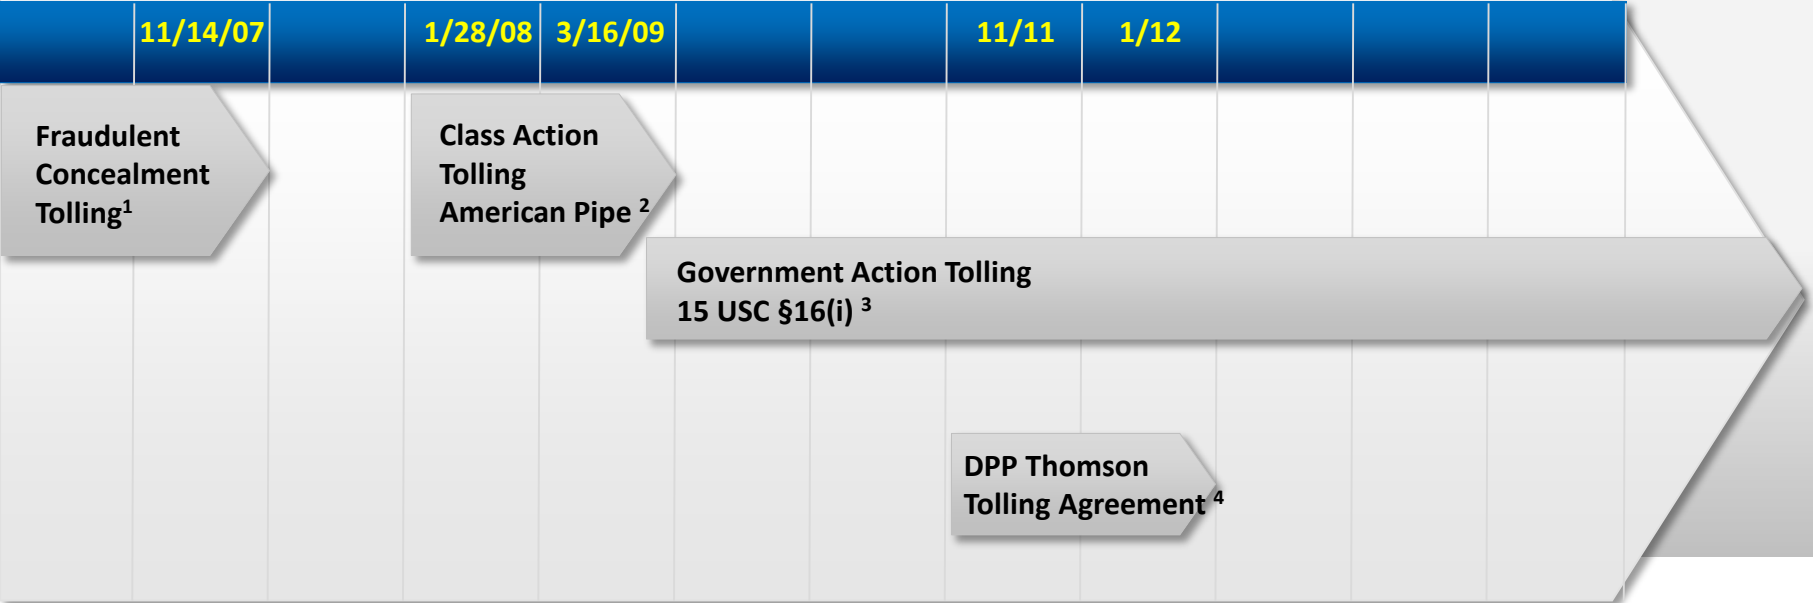 11/14/07 1/28/08 3/16/09 11/11 1/12
Fraudulent
Concealment
Tolling1
Class Action
Tolling
American Pipe 2
Government Action Tolling
15 USC §16(i) 3
DPP Thomson
Tolling Agreement 4